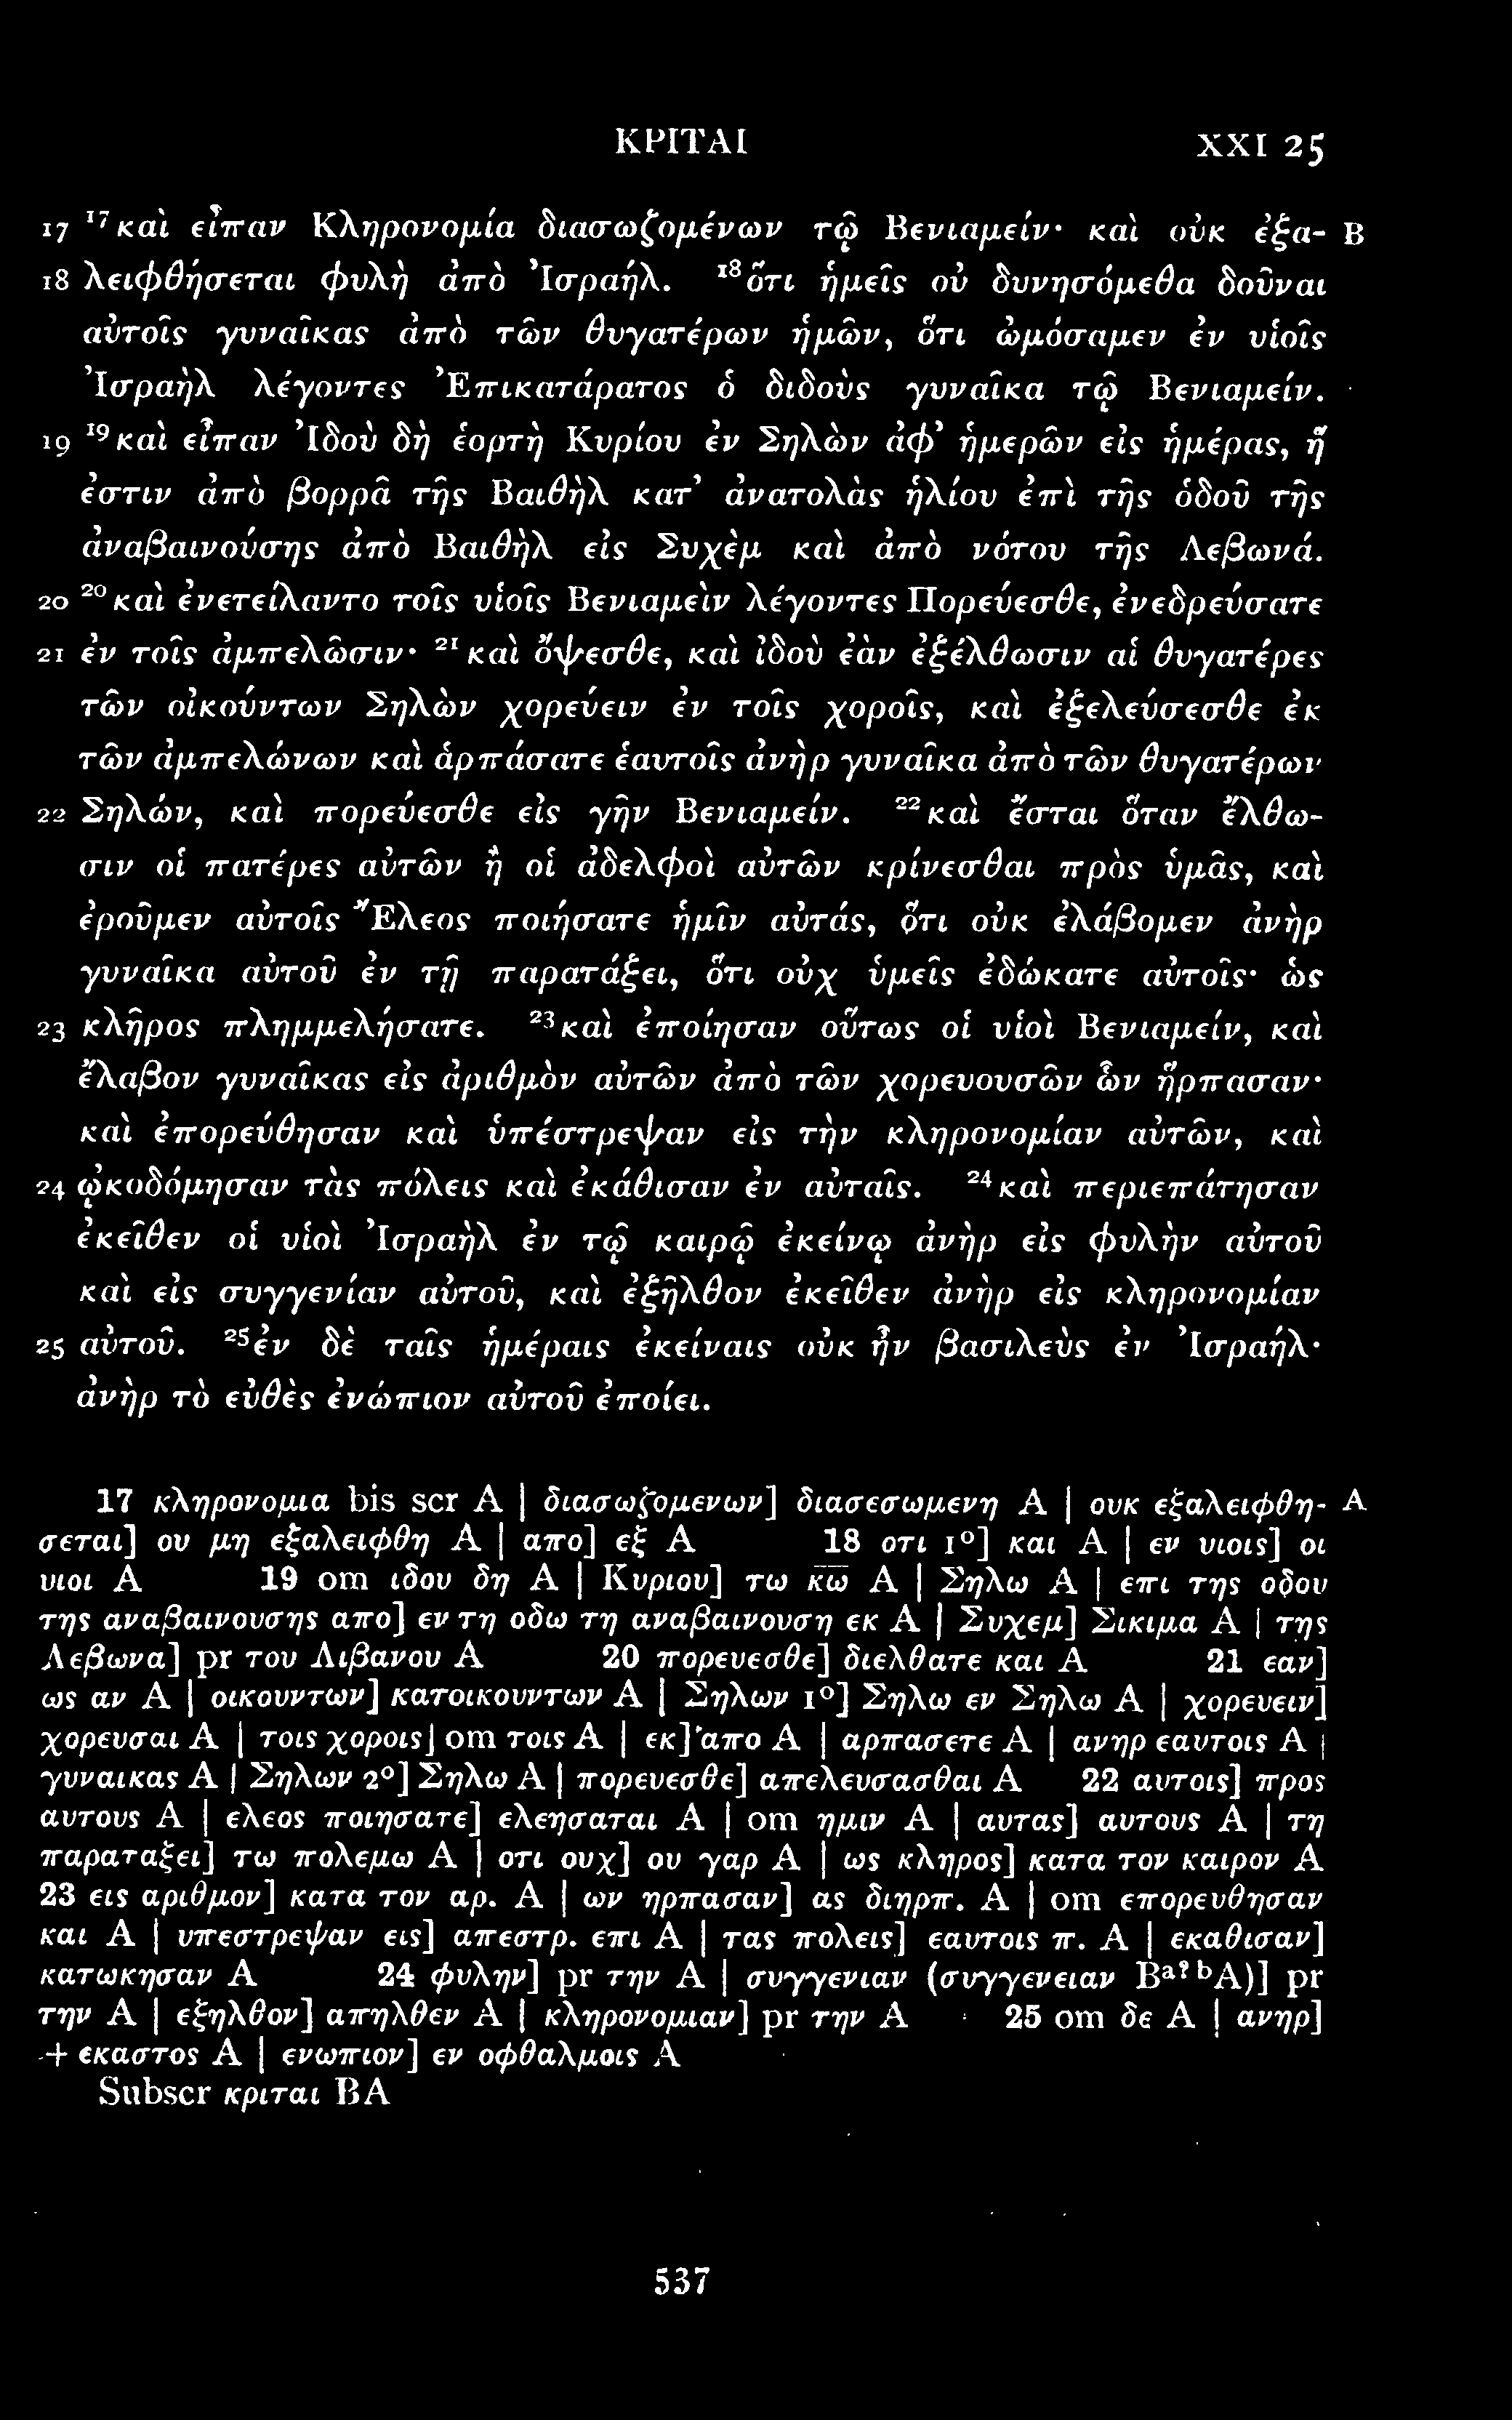 ΚΡΙΤΑΙ XXI 25
17 ¹⁷καὶ εἶπαν Κληρονομία διασωζομένων τῷ Βενιαμείν· καὶ οὐκ ἐξα- B
18 λειφθήσεται φυλὴ ἀπὸ Ἰσραήλ. ¹⁸ὅτι ἡμεῖς οὐ δυνησόμεθα δοῦναι
αὐτοῖς γυναῖκας ἀπὸ τῶν θυγατέρων ἡμῶν, ὅτι ὠμόσαμεν ἐν υἱοῖς
Ἰσραὴλ λέγοντες Ἐπικατάρατος ὁ διδοὺς γυναῖκα τῷ Βενιαμείν.
19 ¹⁹καὶ εἶπαν Ἰδοὺ δὴ ἑορτὴ Κυρίου ἐν Σηλὼν ἀφ’ ἡμερῶν εἰς ἡμέρας, ἥ
ἐστιν ἀπὸ βορρᾶ τῆς Βαιθὴλ κατ’ ἀνατολὰς ἡλίου ἐπὶ τῆς ὁδοῦ τῆς
ἀναβαινούσης ἀπὸ Βαιθὴλ εἰς Συχὲμ καὶ ἀπὸ νότου τῆς Λεβωνά.
20 ²⁰καὶ ἐνετείλαντο τοῖς υἱοῖς Βενιαμεὶν λέγοντες Πορεύεσθε, ἐνεδρεύσατε
21 ἐν τοῖς ἀμπελῶσιν· ²¹καὶ ὄψεσθε, καὶ ἰδοὺ ἐὰν ἐξέλθωσιν αἱ θυγατέρες
τῶν οἰκούντων Σηλὼν χορεύειν ἐν τοῖς χοροῖς, καὶ ἐξελεύσεσθε ἐκ
τῶν ἀμπελώνων καὶ ἁρπάσατε ἑαυτοῖς ἀνὴρ γυναῖκα ἀπὸ τῶν θυγατέρων
22 Σηλών, καὶ πορεύεσθε εἰς γῆν Βενιαμείν. ²²καὶ ἔσται ὅταν ἔλθω-
σιν οἱ πατέρες αὐτῶν ἢ οἱ ἀδελφοὶ αὐτῶν κρίνεσθαι πρὸς ὑμᾶς, καὶ
ἐροῦμεν αὐτοῖς Ἔλεος ποιήσατε ἡμῖν αὐτάς, ὅτι οὐκ ἐλάβομεν ἀνὴρ
γυναῖκα αὐτοῦ ἐν τῇ παρατάξει, ὅτι οὐχ ὑμεῖς ἐδώκατε αὐτοῖς· ὡς
23 κλῆρος πλημμελήσατε. ²³καὶ ἐποίησαν οὕτως οἱ υἱοὶ Βενιαμείν, καὶ
ἔλαβον γυναῖκας εἰς ἀριθμὸν αὐτῶν ἀπὸ τῶν χορευουσῶν ὧν ἥρπασαν·
καὶ ἐπορεύθησαν καὶ ὑπέστρεψαν εἰς τὴν κληρονομίαν αὐτῶν, καὶ
24 ᾠκοδόμησαν τὰς πόλεις καὶ ἐκάθισαν ἐν αὐταῖς. ²⁴καὶ περιεπάτησαν
ἐκεῖθεν οἱ υἱοὶ Ἰσραὴλ ἐν τῷ καιρῷ ἐκείνῳ ἀνὴρ εἰς φυλὴν αὐτοῦ
καὶ εἰς συγγενίαν αὐτοῦ, καὶ ἐξῆλθον ἐκεῖθεν ἀνὴρ εἰς κληρονομίαν
25 αὐτοῦ. ²⁵ἐν δὲ ταῖς ἡμέραις ἐκείναις οὐκ ἦν βασιλεὺς ἐν Ἰσραήλ·
ἀνὴρ τὸ εὐθὲς ἐνώπιον αὐτοῦ ἐποίει.
17 κληρονομια bis scr A | διασωζομενων] διασεσωμενη A | ουκ εξαλειφθη- A
σεται] ου μη εξαλειφθη A | απο] εξ A 18 οτι 1°] και A | εν υιοις] οι
υιοι A 19 om ιδου δη A | Κυριου] τω κ̅ω̅ A | Σηλω A | επι της οδου
της αναβαινουσης απο] εν τη οδω τη αναβαινουση εκ A | Συχεμ] Σικιμα A | της
Λεβωνα] pr του Λιβανου A 20 πορευεσθε] διελθατε και A 21 εαν]
ως αν A | οικουντων] κατοικουντων A | Σηλων 1°] Σηλω εν Σηλω A | χορευειν]
χορευσαι A | τοις χοροις] om τοις A | εκ] απο A | αρπασετε A | ανηρ εαυτοις A |
γυναικας A | Σηλων 2°] Σηλω A | πορευεσθε] απελευσασθαι A 22 αυτοις] προς
αυτους A | ελεος ποιησατε] ελεησαται A | om ημιν A | αυτας] αυτους A | τη
παραταξει] τω πολεμω A | οτι ουχ] ου γαρ A | ως κληρος] κατα τον καιρον A
23 εις αριθμον] κατα τον αρ. A | ων ηρπασαν] ας διηρπ. A | om επορευθησαν
και A | υπεστρεψαν εις] απεστρ. επι A | τας πολεις] εαυτοις π. A | εκαθισαν]
κατωκησαν A 24 φυλην] pr την A | συγγενιαν (συγγενειαν Bᵃ?ᵇA)] pr
την A | εξηλθον] απηλθεν A | κληρονομιαν] pr την A 25 om δε A | ανηρ]
+ εκαστος A | ενωπιον] εν οφθαλμοις A
Subscr κριται BA
537